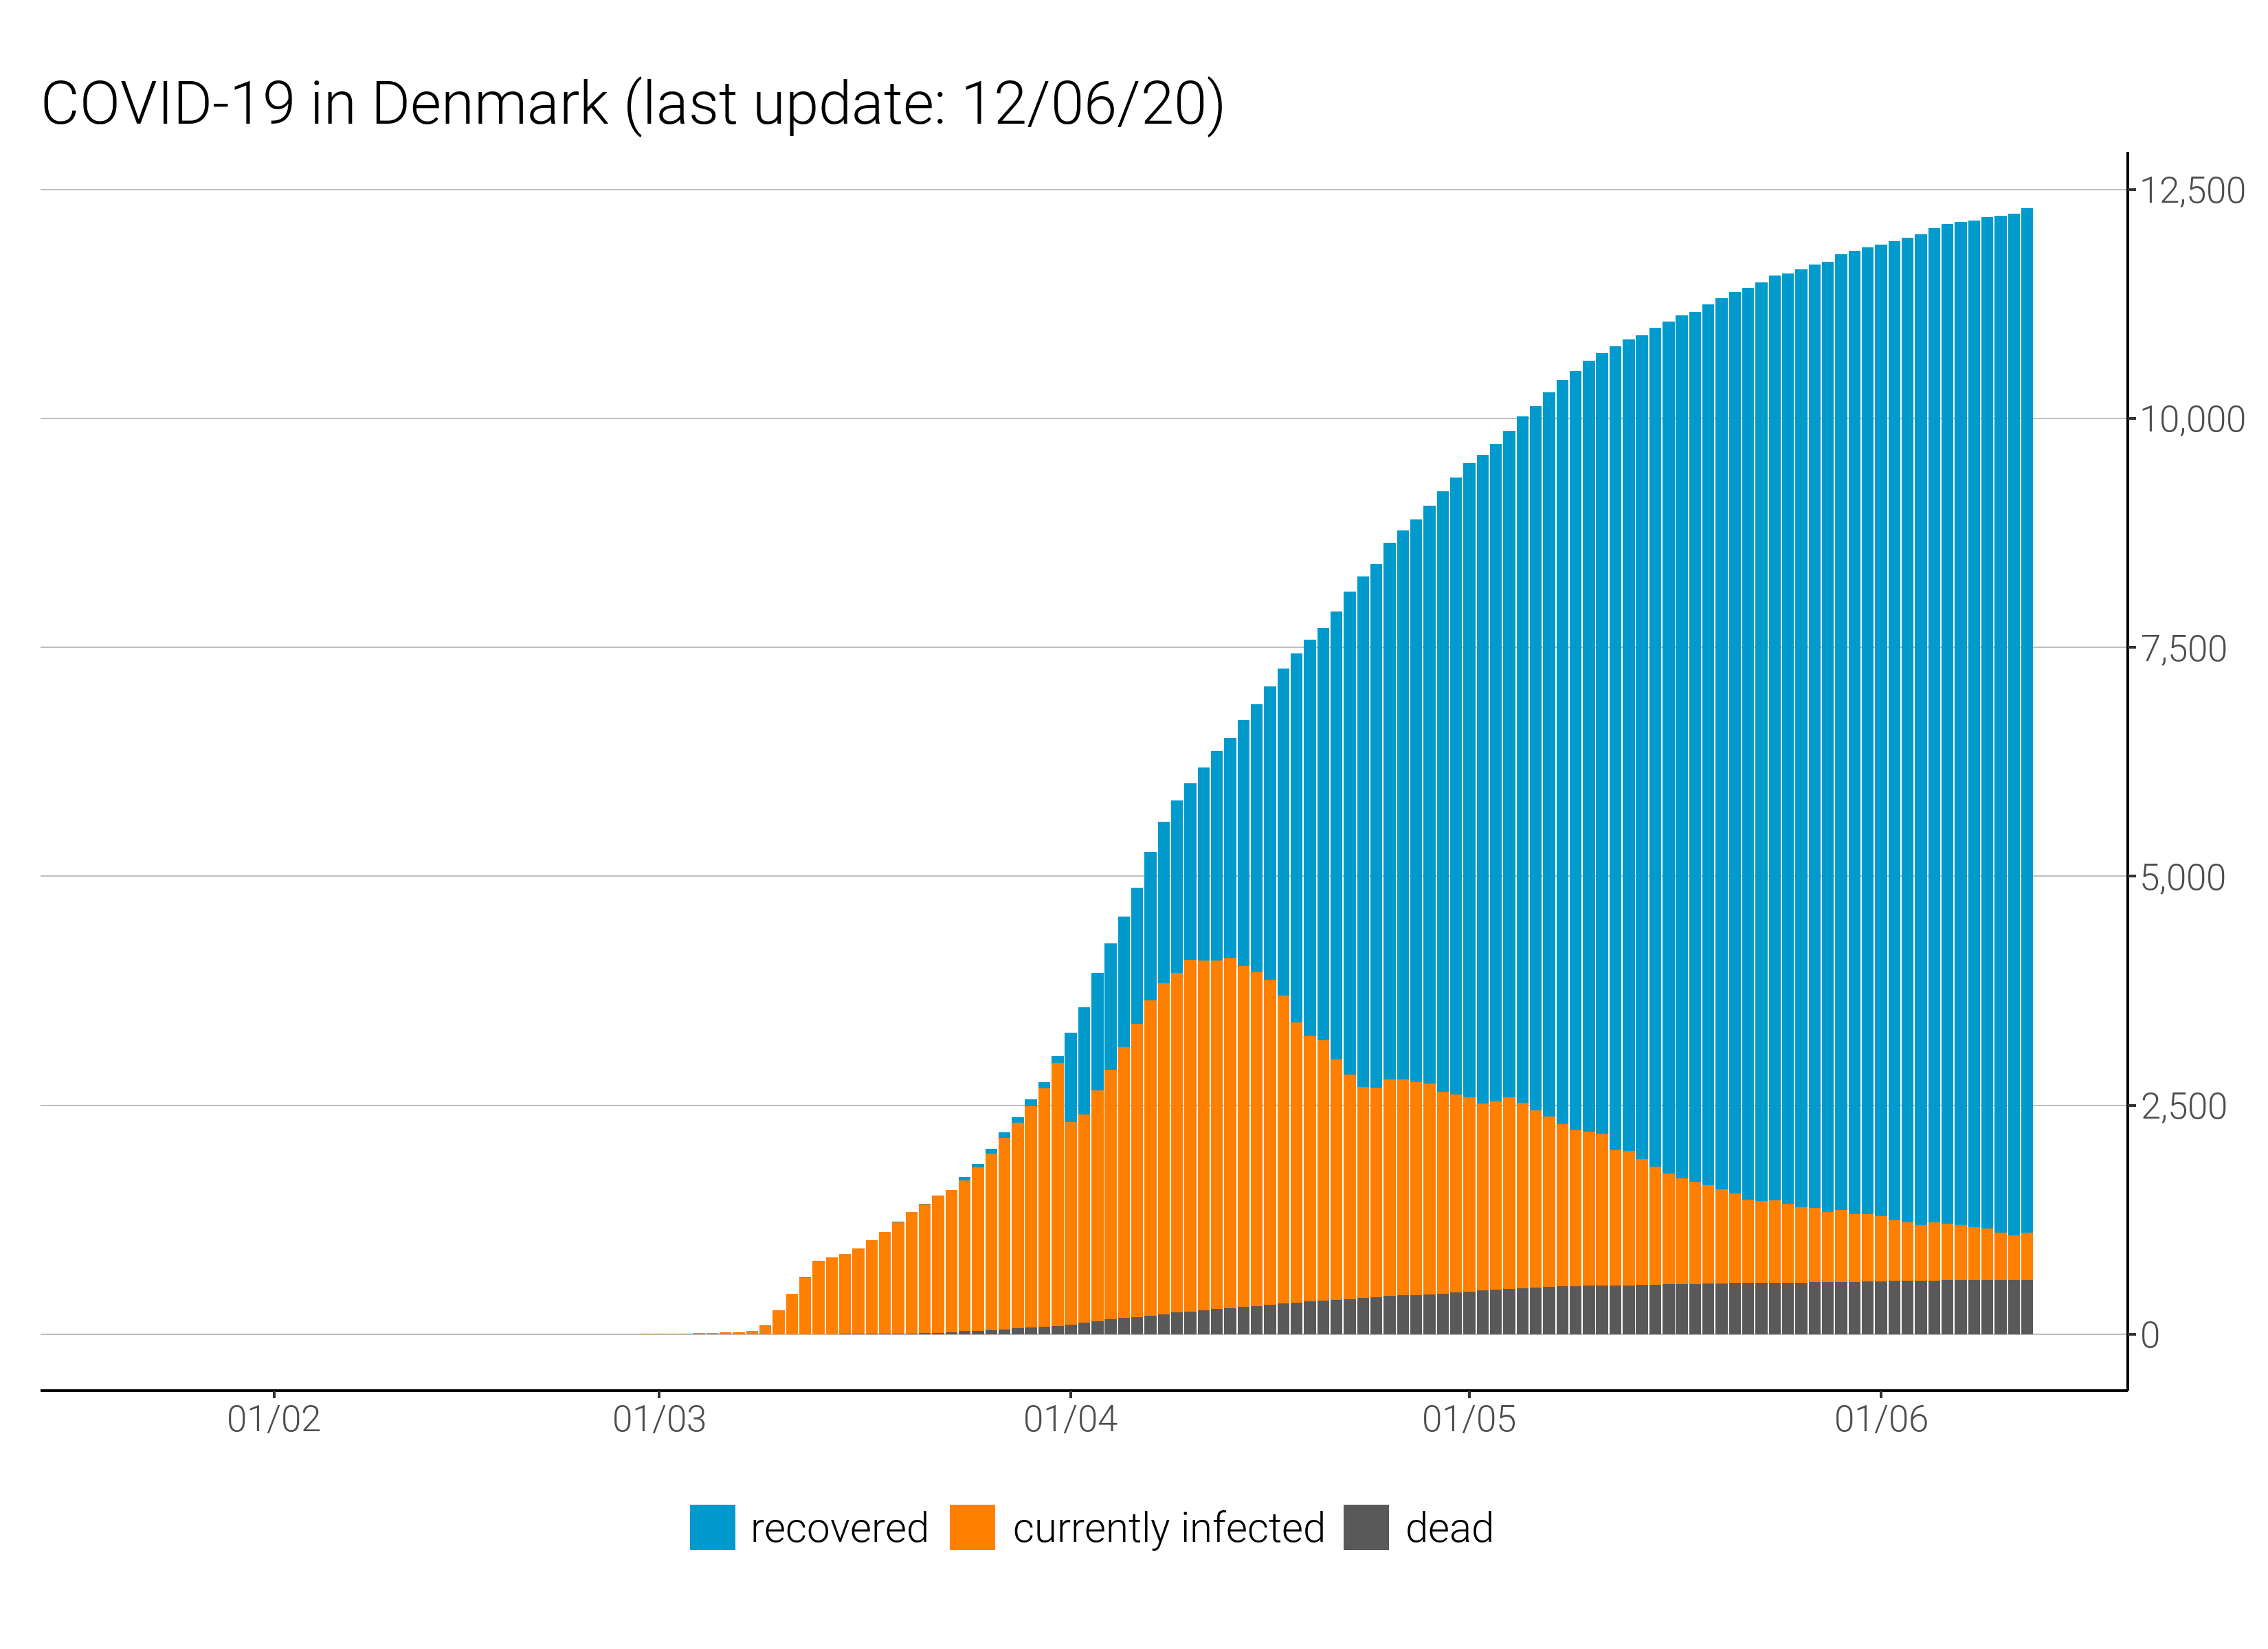 COVID-19 in Denmark (last update: 12/06/20)
12,500
10,000
7,500
5,000
2,500
0
01/02 01/03 01/04 01/05 01/06
recovered currently infected dead